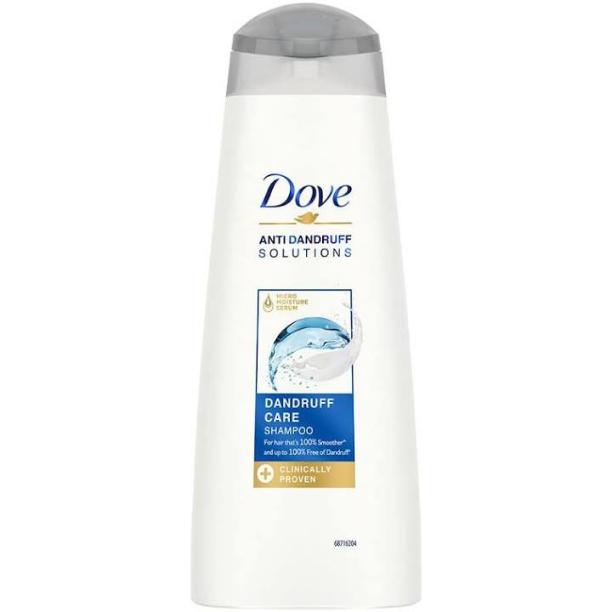 Dove
ANTI DANDRUFF
SOLUTIONS
MICRO
MOISTURE
SERUM
DANDRUFF
CARE
SHAMPOO
For hair that's 100% Smoother^
and up to 100% Free of Dandruff*
CLINICALLY
PROVEN
68716204